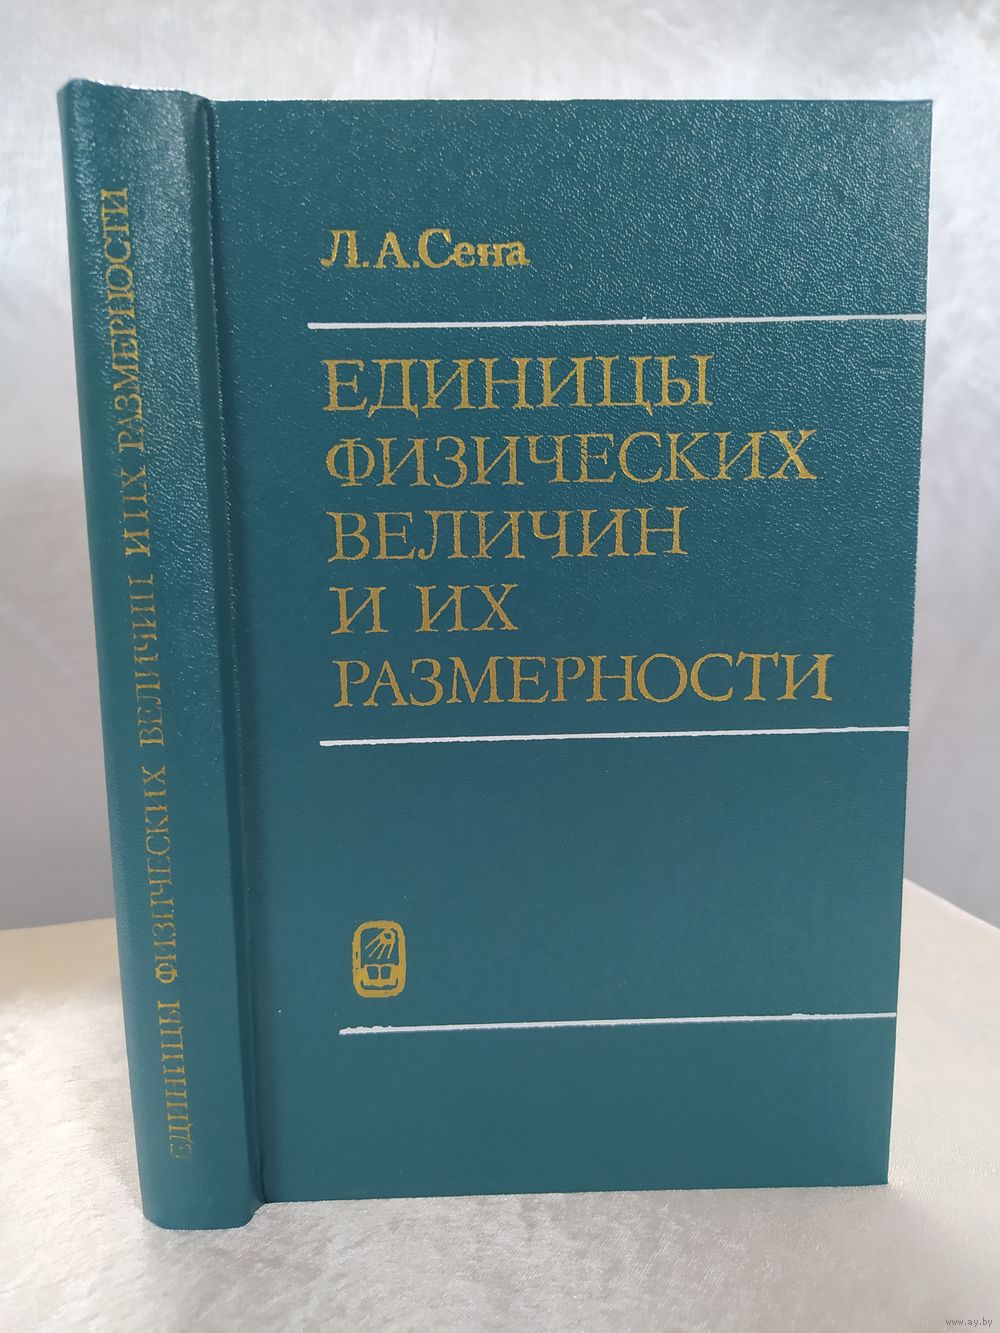 Л.А.Сена
ЕДИНИЦЫ
ФИЗИЧЕСКИХ
ВЕЛИЧИН
И ИХ
РАЗМЕРНОСТИ
ЕДИНИЦЫ ФИЗИЧЕСКИХ ВЕЛИЧИН И ИХ РАЗМЕРНОСТИ
www.ay.by